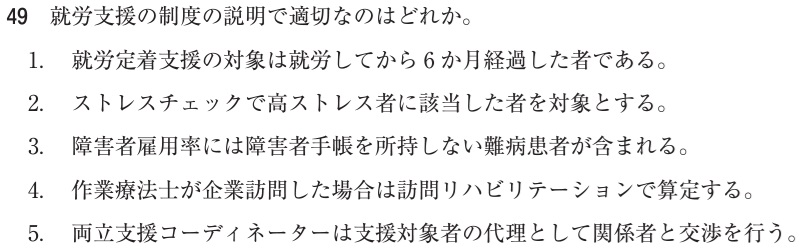 49 就労支援の制度の説明で適切なのはどれか。
1. 就労定着支援の対象は就労してから 6 か月経過した者である。
2. ストレスチェックで高ストレス者に該当した者を対象とする。
3. 障害者雇用率には障害者手帳を所持しない難病患者が含まれる。
4. 作業療法士が企業訪問した場合は訪問リハビリテーションで算定する。
5. 両立支援コーディネーターは支援対象者の代理として関係者と交渉を行う。